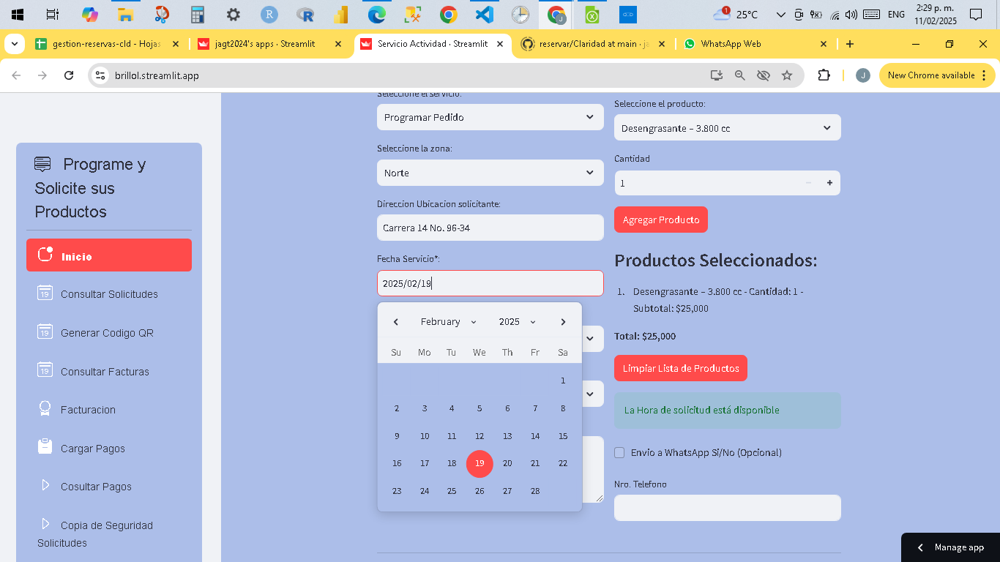 25°C
ENG
2:29 p. m.
11/02/2025
gestion-reservas-cld - Hojas
jagt2024's apps · Streamlit
Servicio Actividad · Streamlit
reservar/Claridad at main · ja
WhatsApp Web
brillol.streamlit.app
J
New Chrome available
Programe y
Solicite sus
Productos
Inicio
Consultar Solicitudes
Generar Codigo QR
Consultar Facturas
Facturacion
Cargar Pagos
Cosultar Pagos
Copia de Seguridad
Solicitudes
Seleccione el servicio:
Programar Pedido
Seleccione la zona:
Norte
Direccion Ubicacion solicitante:
Carrera 14 No. 96-34
Fecha Servicio*:
2025/02/19
February 2025
Su Mo Tu We Th Fr Sa
1
2 3 4 5 6 7 8
9 10 11 12 13 14 15
16 17 18 19 20 21 22
23 24 25 26 27 28
Seleccione el producto:
Desengrasante – 3.800 cc
Cantidad
1
Agregar Producto
Productos Seleccionados:
1. Desengrasante – 3.800 cc - Cantidad: 1 -
Subtotal: $25,000
Total: $25,000
Limpiar Lista de Productos
La Hora de solicitud está disponible
Envio a WhatsApp Si/No (Opcional)
Nro. Telefono
Manage app